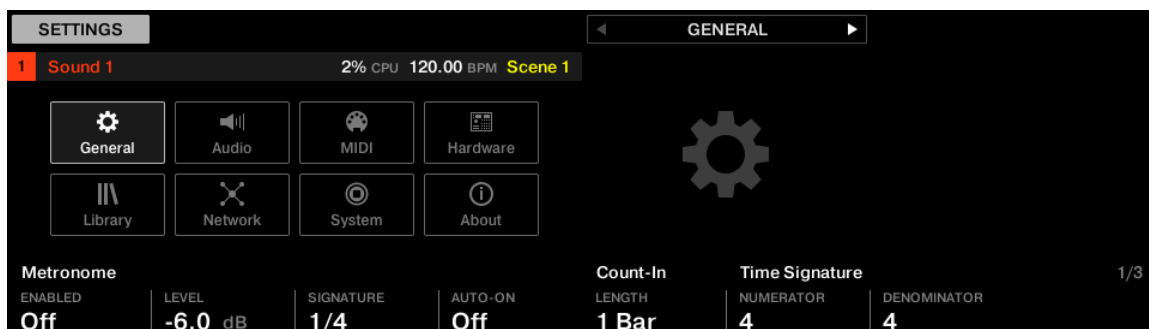 SETTINGS
GENERAL
1 Sound 1 2% CPU 120.00 BPM Scene 1
General Audio MIDI Hardware
Library Network System About
Metronome Count-In Time Signature 1/3
ENABLED LEVEL SIGNATURE AUTO-ON LENGTH NUMERATOR DENOMINATOR
Off -6.0 dB 1/4 Off 1 Bar 4 4